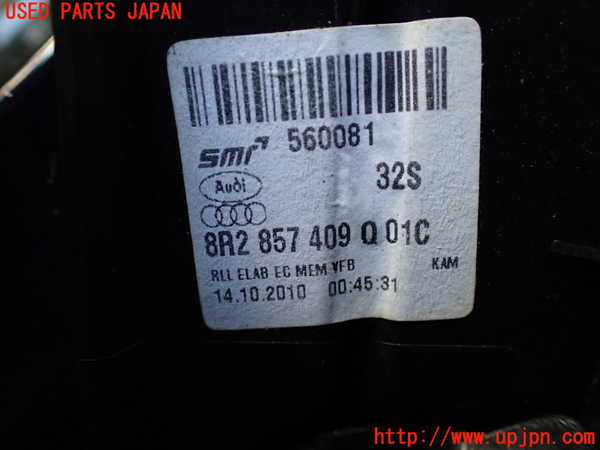 USED PARTS JAPAN
smr 560081
32S
Audi
8R2 857 409 Q 01C
RLL ELAB EC MEM VFB KAM
14.10.2010 00:45:31
http://www.upjpn.com/